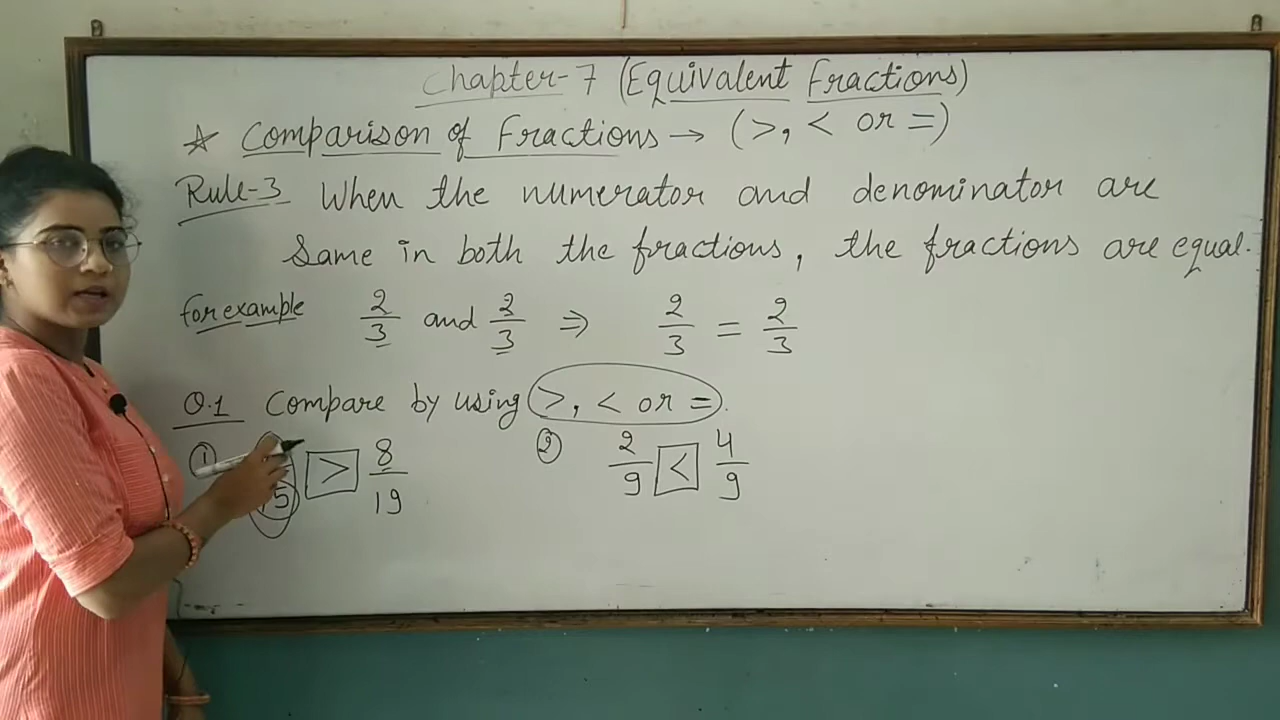 Chapter-7 (Equivalent Fractions)
☆ Comparison of Fractions → (>, < or =)
Rule-3 When the numerator and denominator are
Same in both the fractions, the fractions are equal.
for example 2/3 and 2/3 ⇒ 2/3 = 2/3
Q.1 Compare by using >, < or =.
① > 8/19 ② 2/9 < 4/9